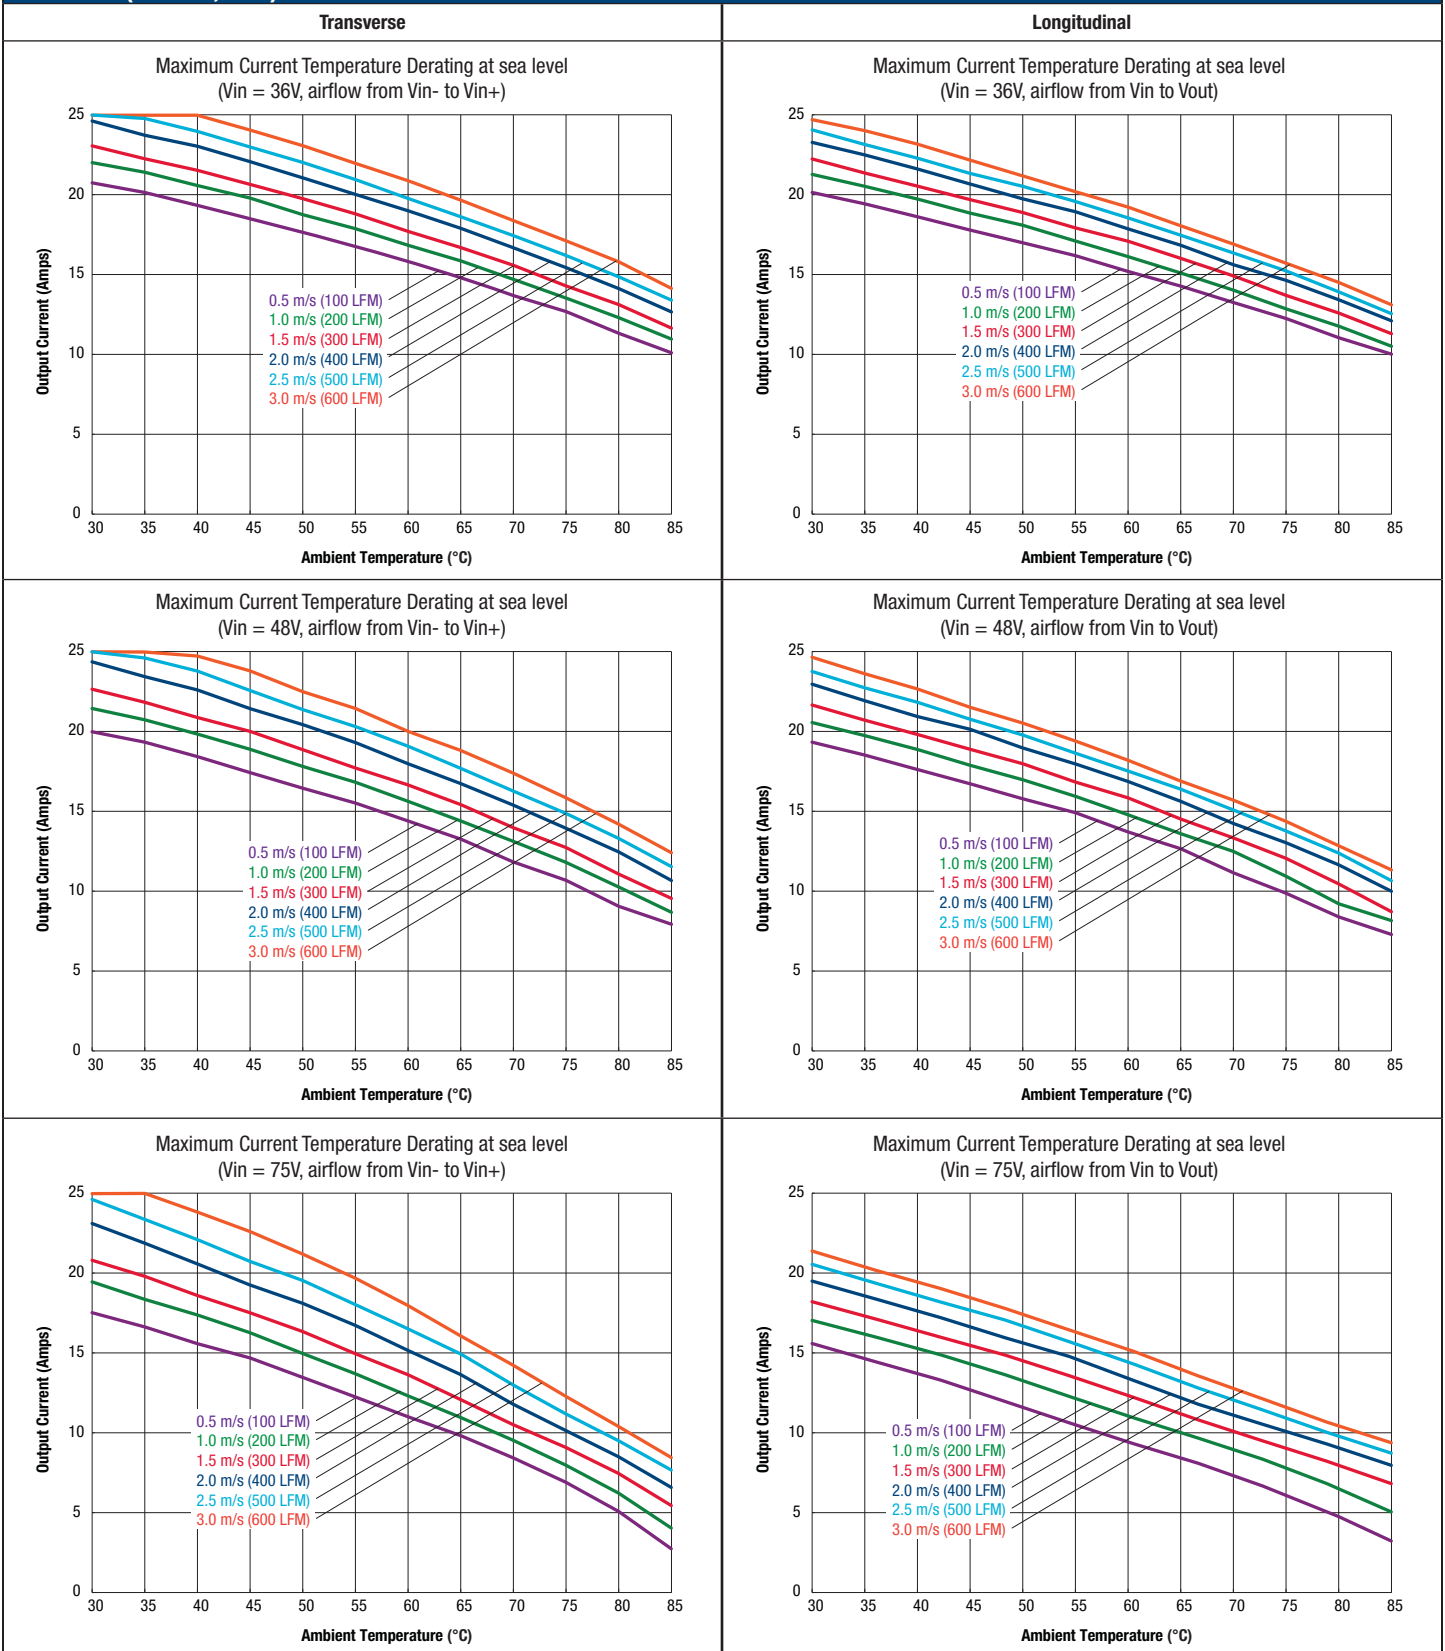 Transverse
Longitudinal
Maximum Current Temperature Derating at sea level
(Vin = 36V, airflow from Vin- to Vin+)
25
20
15
10
5
0
Output Current (Amps)
0.5 m/s (100 LFM)
1.0 m/s (200 LFM)
1.5 m/s (300 LFM)
2.0 m/s (400 LFM)
2.5 m/s (500 LFM)
3.0 m/s (600 LFM)
30 35 40 45 50 55 60 65 70 75 80 85
Ambient Temperature (°C)
Maximum Current Temperature Derating at sea level
(Vin = 36V, airflow from Vin to Vout)
25
20
15
10
5
0
Output Current (Amps)
0.5 m/s (100 LFM)
1.0 m/s (200 LFM)
1.5 m/s (300 LFM)
2.0 m/s (400 LFM)
2.5 m/s (500 LFM)
3.0 m/s (600 LFM)
30 35 40 45 50 55 60 65 70 75 80 85
Ambient Temperature (°C)
Maximum Current Temperature Derating at sea level
(Vin = 48V, airflow from Vin- to Vin+)
25
20
15
10
5
0
Output Current (Amps)
0.5 m/s (100 LFM)
1.0 m/s (200 LFM)
1.5 m/s (300 LFM)
2.0 m/s (400 LFM)
2.5 m/s (500 LFM)
3.0 m/s (600 LFM)
30 35 40 45 50 55 60 65 70 75 80 85
Ambient Temperature (°C)
Maximum Current Temperature Derating at sea level
(Vin = 48V, airflow from Vin to Vout)
25
20
15
10
5
0
Output Current (Amps)
0.5 m/s (100 LFM)
1.0 m/s (200 LFM)
1.5 m/s (300 LFM)
2.0 m/s (400 LFM)
2.5 m/s (500 LFM)
3.0 m/s (600 LFM)
30 35 40 45 50 55 60 65 70 75 80 85
Ambient Temperature (°C)
Maximum Current Temperature Derating at sea level
(Vin = 75V, airflow from Vin- to Vin+)
25
20
15
10
5
0
Output Current (Amps)
0.5 m/s (100 LFM)
1.0 m/s (200 LFM)
1.5 m/s (300 LFM)
2.0 m/s (400 LFM)
2.5 m/s (500 LFM)
3.0 m/s (600 LFM)
30 35 40 45 50 55 60 65 70 75 80 85
Ambient Temperature (°C)
Maximum Current Temperature Derating at sea level
(Vin = 75V, airflow from Vin to Vout)
25
20
15
10
5
0
Output Current (Amps)
0.5 m/s (100 LFM)
1.0 m/s (200 LFM)
1.5 m/s (300 LFM)
2.0 m/s (400 LFM)
2.5 m/s (500 LFM)
3.0 m/s (600 LFM)
30 35 40 45 50 55 60 65 70 75 80 85
Ambient Temperature (°C)